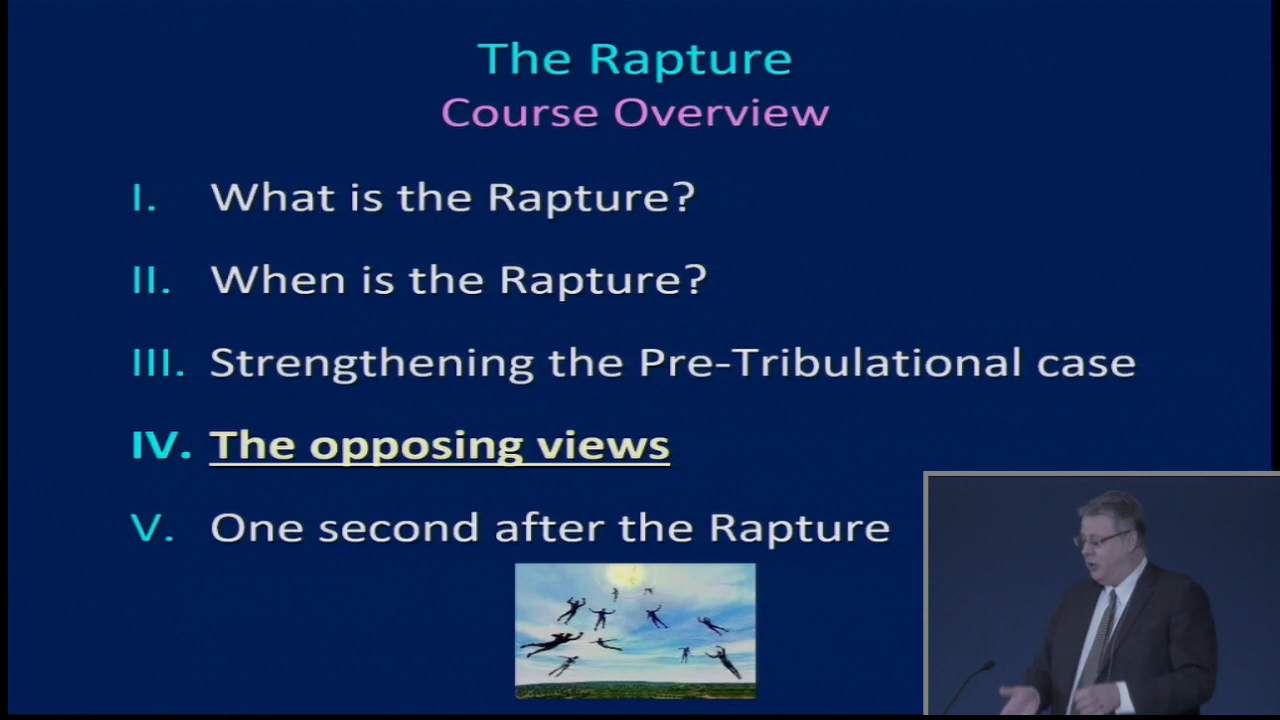 The Rapture
Course Overview
I. What is the Rapture?
II. When is the Rapture?
III. Strengthening the Pre-Tribulational case
IV. The opposing views
V. One second after the Rapture